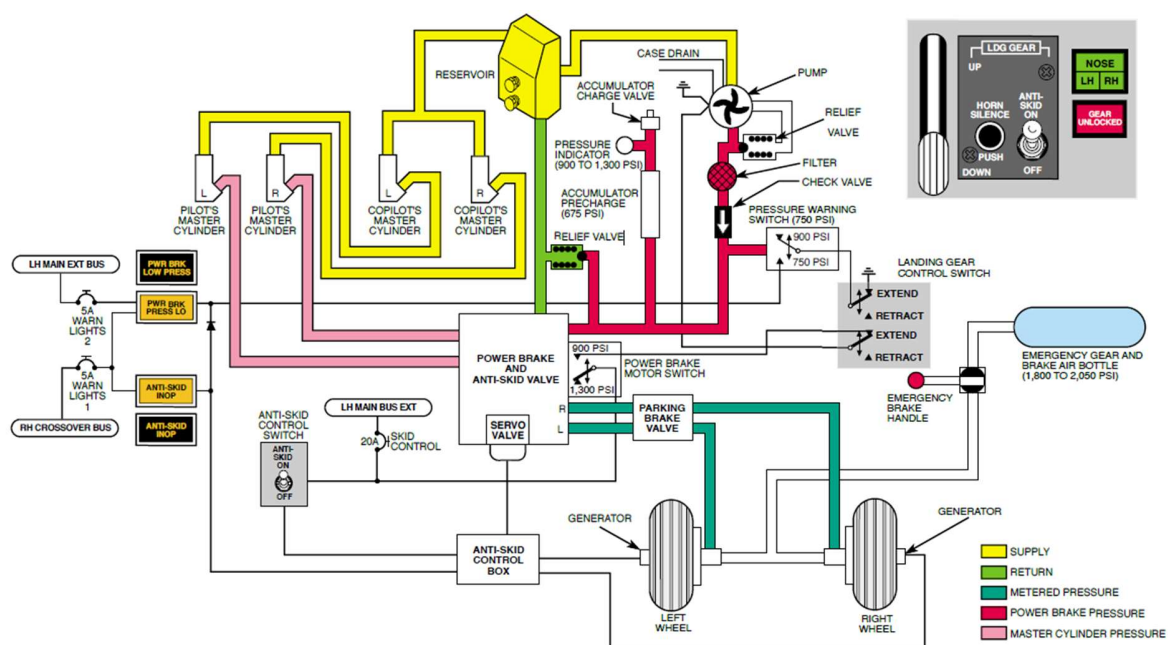 RESERVOIR
CASE DRAIN
PUMP
ACCUMULATOR
CHARGE VALVE
RELIEF
VALVE
PRESSURE
INDICATOR
(900 TO 1,300 PSI)
FILTER
CHECK VALVE
ACCUMULATOR
PRECHARGE
(675 PSI)
PRESSURE WARNING
SWITCH (750 PSI)
900 PSI
750 PSI
LDG GEAR
UP
HORN
SILENCE
PUSH
DOWN
ANTI-
SKID
ON
OFF
NOSE
LH RH
GEAR
UNLOCKED
L
R
L
R
PILOT'S
MASTER
CYLINDER
PILOT'S
MASTER
CYLINDER
COPILOT'S
MASTER
CYLINDER
COPILOT'S
MASTER
CYLINDER
RELIEF VALVE
LANDING GEAR
CONTROL SWITCH
EXTEND
RETRACT
EXTEND
RETRACT
LH MAIN EXT BUS
PWR BRK
LOW PRESS
PWR BRK
PRESS LO
5A
WARN
LIGHTS
2
5A
WARN
LIGHTS
1
RH CROSSOVER BUS
ANTI-SKID
INOP
ANTI-SKID
INOP
POWER BRAKE
AND
ANTI-SKID VALVE
900 PSI
1,300 PSI
POWER BRAKE
MOTOR SWITCH
SERVO
VALVE
R
L
PARKING
BRAKE
VALVE
EMERGENCY GEAR AND
BRAKE AIR BOTTLE
(1,800 TO 2,050 PSI)
EMERGENCY
BRAKE
HANDLE
ANTI-SKID
CONTROL
SWITCH
ANTI-
SKID
ON
OFF
LH MAIN BUS EXT
20A
SKID
CONTROL
ANTI-SKID
CONTROL
BOX
GENERATOR
GENERATOR
LEFT
WHEEL
RIGHT
WHEEL
SUPPLY
RETURN
METERED PRESSURE
POWER BRAKE PRESSURE
MASTER CYLINDER PRESSURE